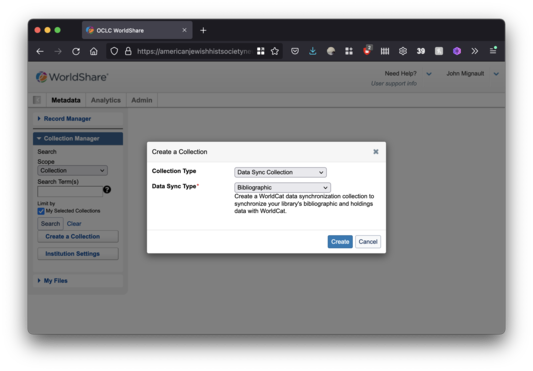 OCLC WorldShare
https://americanjewishhistsocietyne
2
39
WorldShare®
Need Help?
John Mignault
User support info
Metadata
Analytics
Admin
Record Manager
Collection Manager
Search
Scope
Collection
Search Term(s)
?
Limit by
My Selected Collections
Search
Clear
Create a Collection
Institution Settings
My Files
Create a Collection
Collection Type
Data Sync Collection
Data Sync Type*
Bibliographic
Create a WorldCat data synchronization collection to
synchronize your library's bibliographic and holdings
data with WorldCat.
Create
Cancel